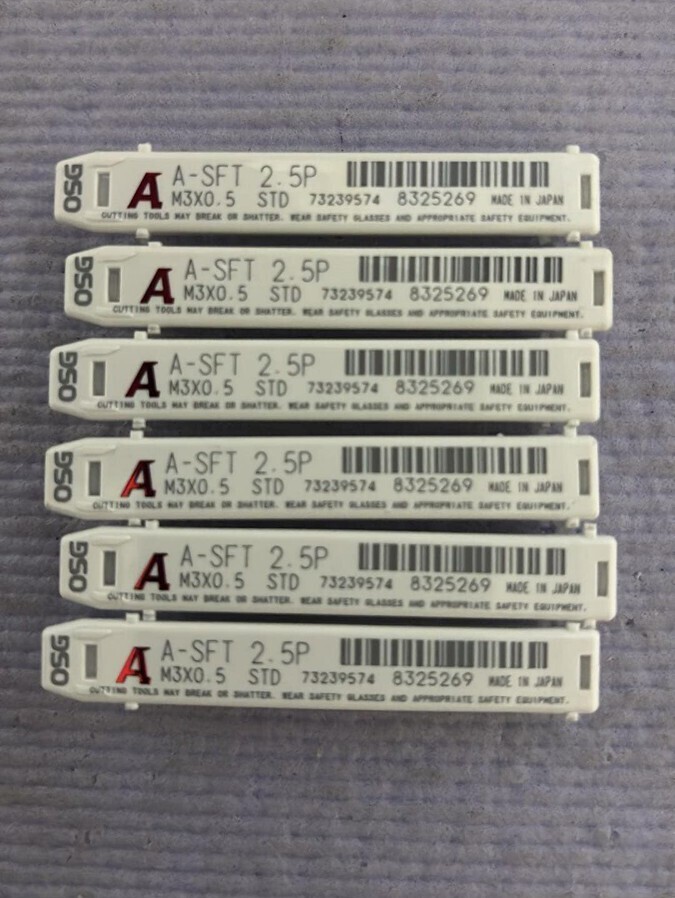 OSG
A A-SFT 2.5P
M3X0.5 STD 73239574 8325269 MADE IN JAPAN
CUTTING TOOLS MAY BREAK OR SHATTER. WEAR SAFETY GLASSES AND APPROPRIATE SAFETY EQUIPMENT.
OSG
A A-SFT 2.5P
M3X0.5 STD 73239574 8325269 MADE IN JAPAN
CUTTING TOOLS MAY BREAK OR SHATTER. WEAR SAFETY GLASSES AND APPROPRIATE SAFETY EQUIPMENT.
OSG
A A-SFT 2.5P
M3X0.5 STD 73239574 8325269 MADE IN JAPAN
CUTTING TOOLS MAY BREAK OR SHATTER. WEAR SAFETY GLASSES AND APPROPRIATE SAFETY EQUIPMENT.
OSG
A A-SFT 2.5P
M3X0.5 STD 73239574 8325269 MADE IN JAPAN
CUTTING TOOLS MAY BREAK OR SHATTER. WEAR SAFETY GLASSES AND APPROPRIATE SAFETY EQUIPMENT.
OSG
A A-SFT 2.5P
M3X0.5 STD 73239574 8325269 MADE IN JAPAN
CUTTING TOOLS MAY BREAK OR SHATTER. WEAR SAFETY GLASSES AND APPROPRIATE SAFETY EQUIPMENT.
OSG
A A-SFT 2.5P
M3X0.5 STD 73239574 8325269 MADE IN JAPAN
CUTTING TOOLS MAY BREAK OR SHATTER. WEAR SAFETY GLASSES AND APPROPRIATE SAFETY EQUIPMENT.